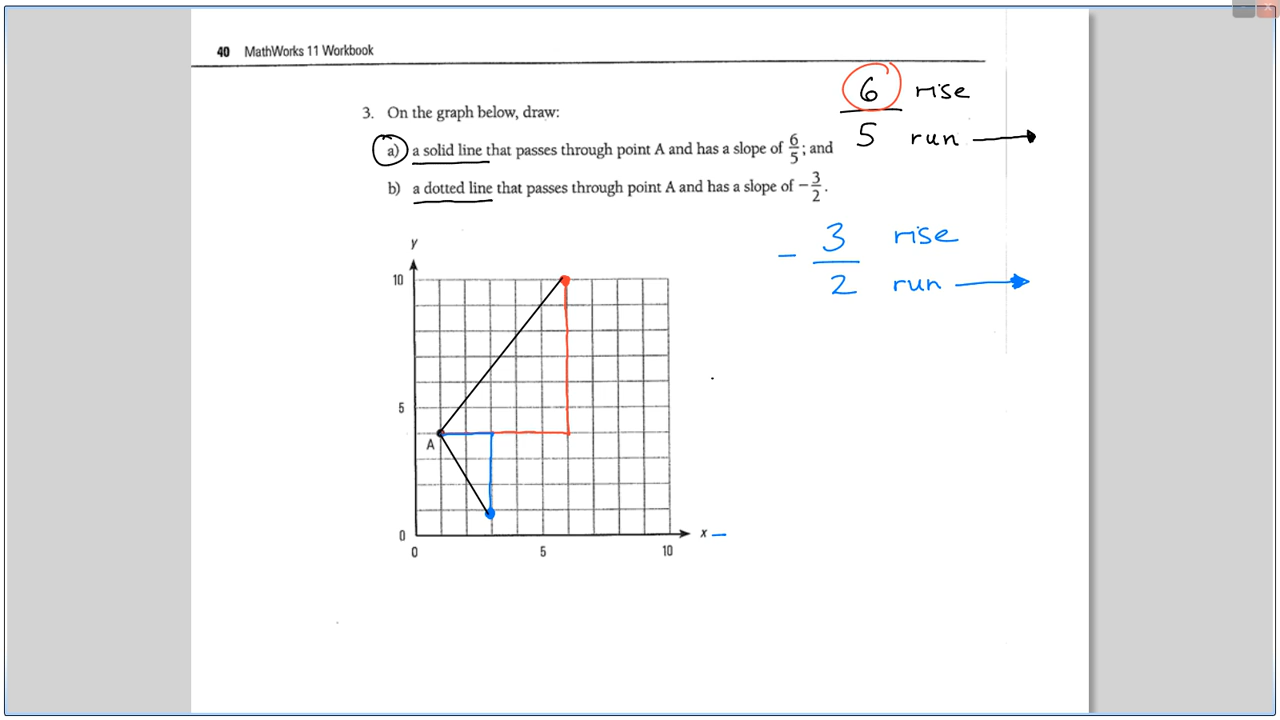 40 MathWorks 11 Workbook
6 rise
5 run
3. On the graph below, draw:
a) a solid line that passes through point A and has a slope of 6/5; and
b) a dotted line that passes through point A and has a slope of −3/2.
− 3 rise
2 run
y
10
5
A
0
x
0 5 10